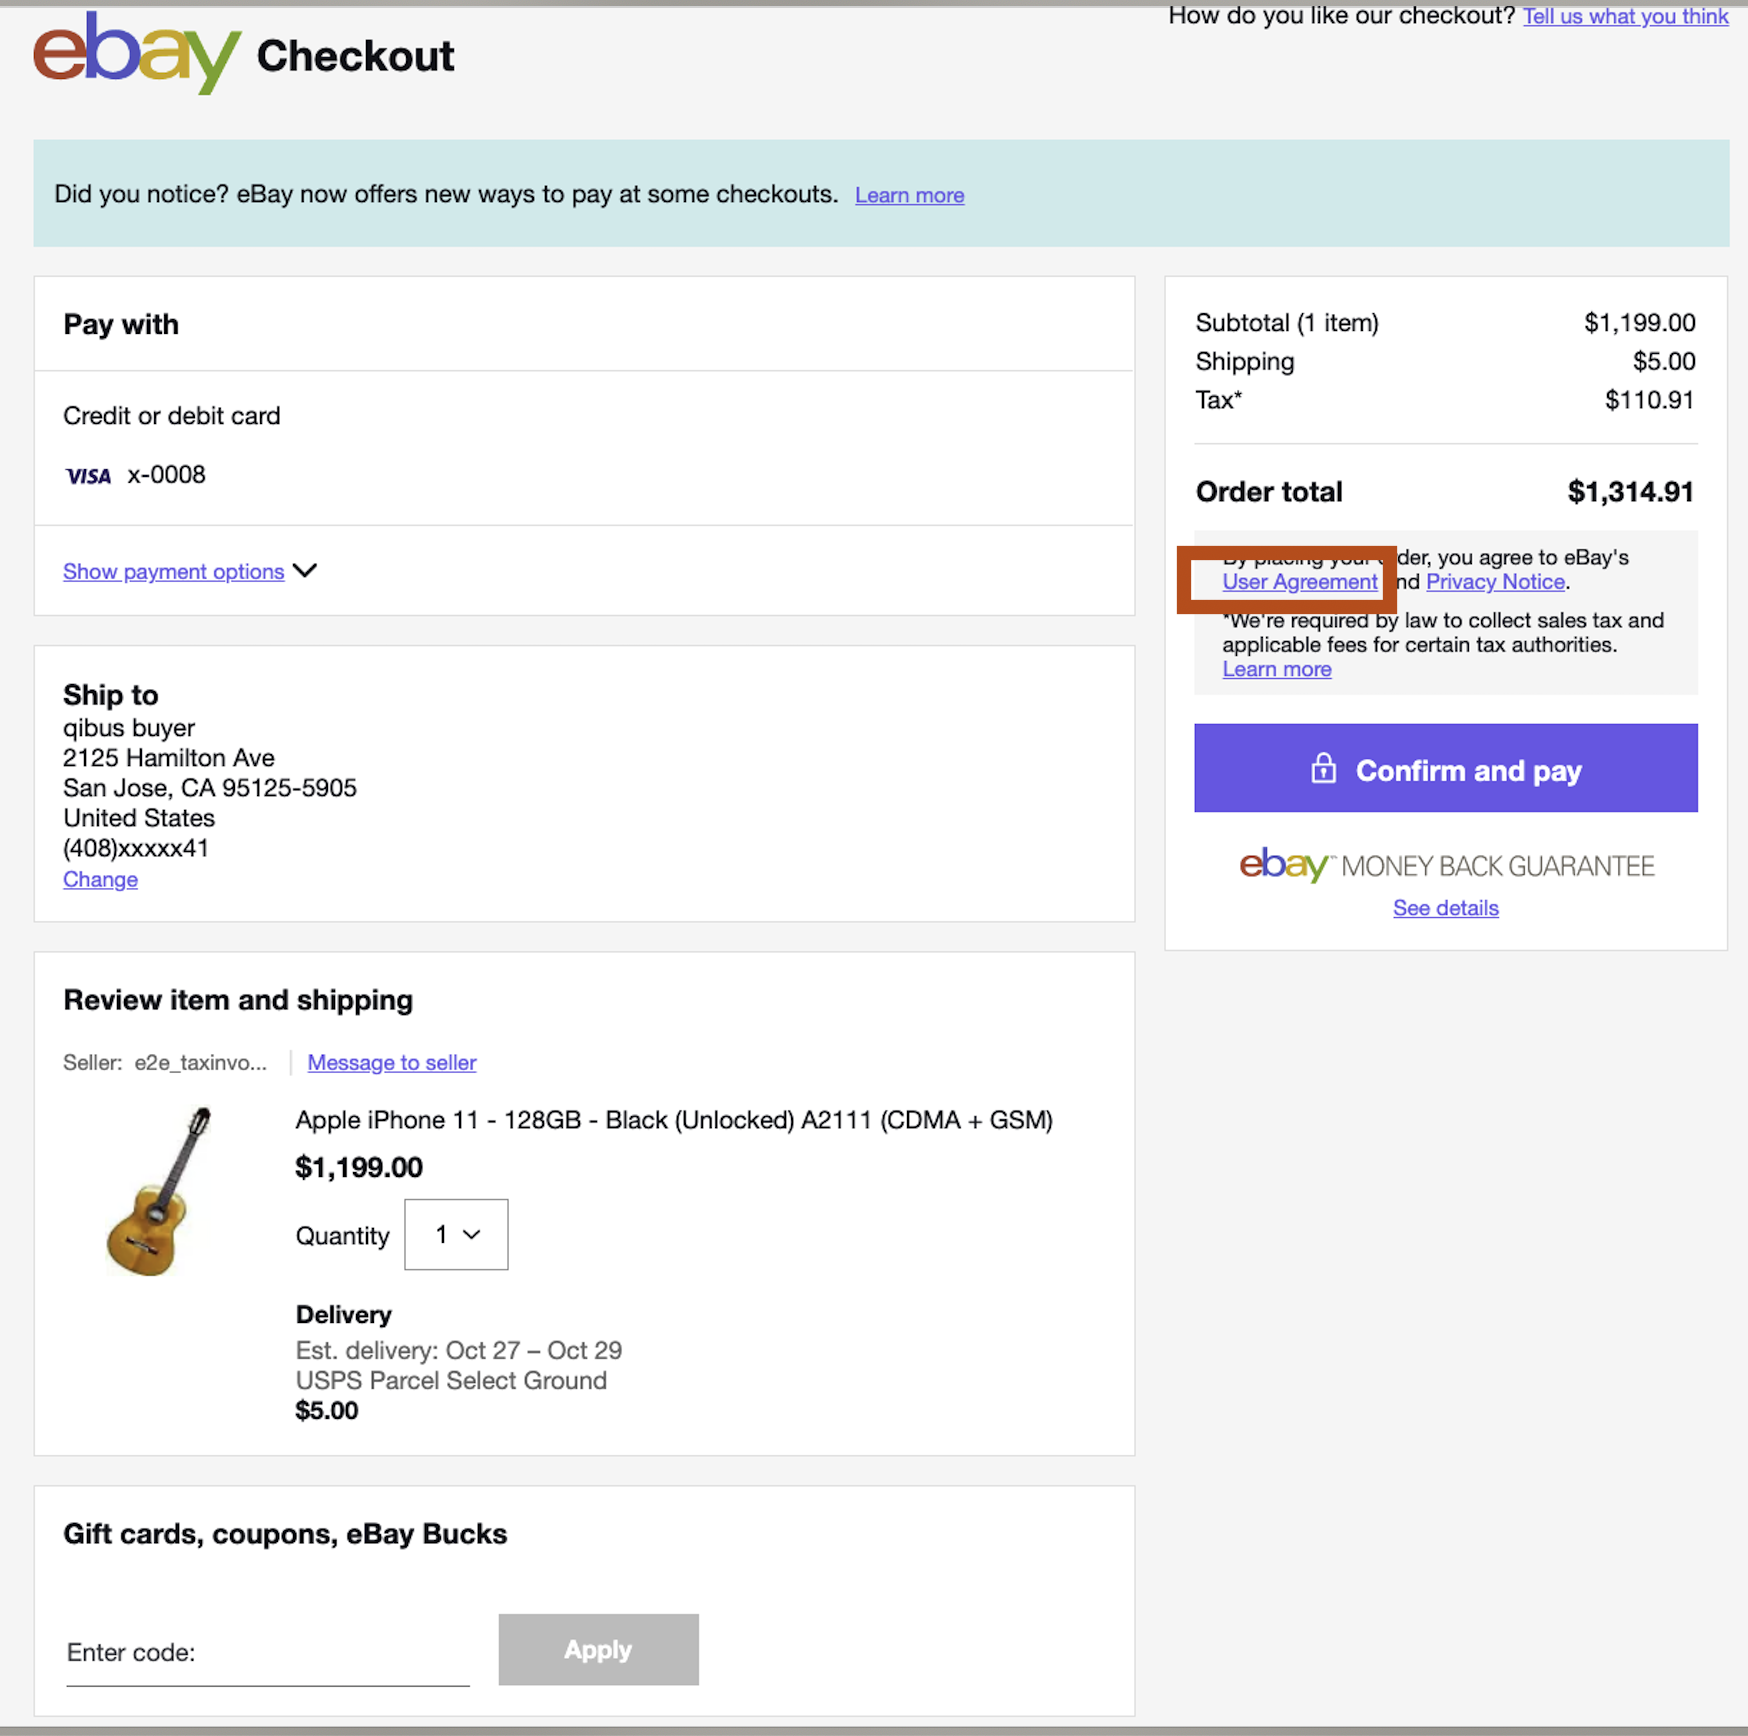 How do you like our checkout? Tell us what you think
ebay Checkout
Did you notice? eBay now offers new ways to pay at some checkouts. Learn more
Pay with
Credit or debit card
VISA x-0008
Show payment options
Ship to
qibus buyer
2125 Hamilton Ave
San Jose, CA 95125-5905
United States
(408)xxxxx41
Change
Review item and shipping
Seller: e2e_taxinvo... Message to seller
Apple iPhone 11 - 128GB - Black (Unlocked) A2111 (CDMA + GSM)
$1,199.00
Quantity 1
Delivery
Est. delivery: Oct 27 – Oct 29
USPS Parcel Select Ground
$5.00
Gift cards, coupons, eBay Bucks
Enter code: Apply
Subtotal (1 item) $1,199.00
Shipping $5.00
Tax* $110.91
Order total $1,314.91
By placing your order, you agree to eBay's
User Agreement and Privacy Notice.
*We're required by law to collect sales tax and
applicable fees for certain tax authorities.
Learn more
Confirm and pay
ebay™ MONEY BACK GUARANTEE
See details